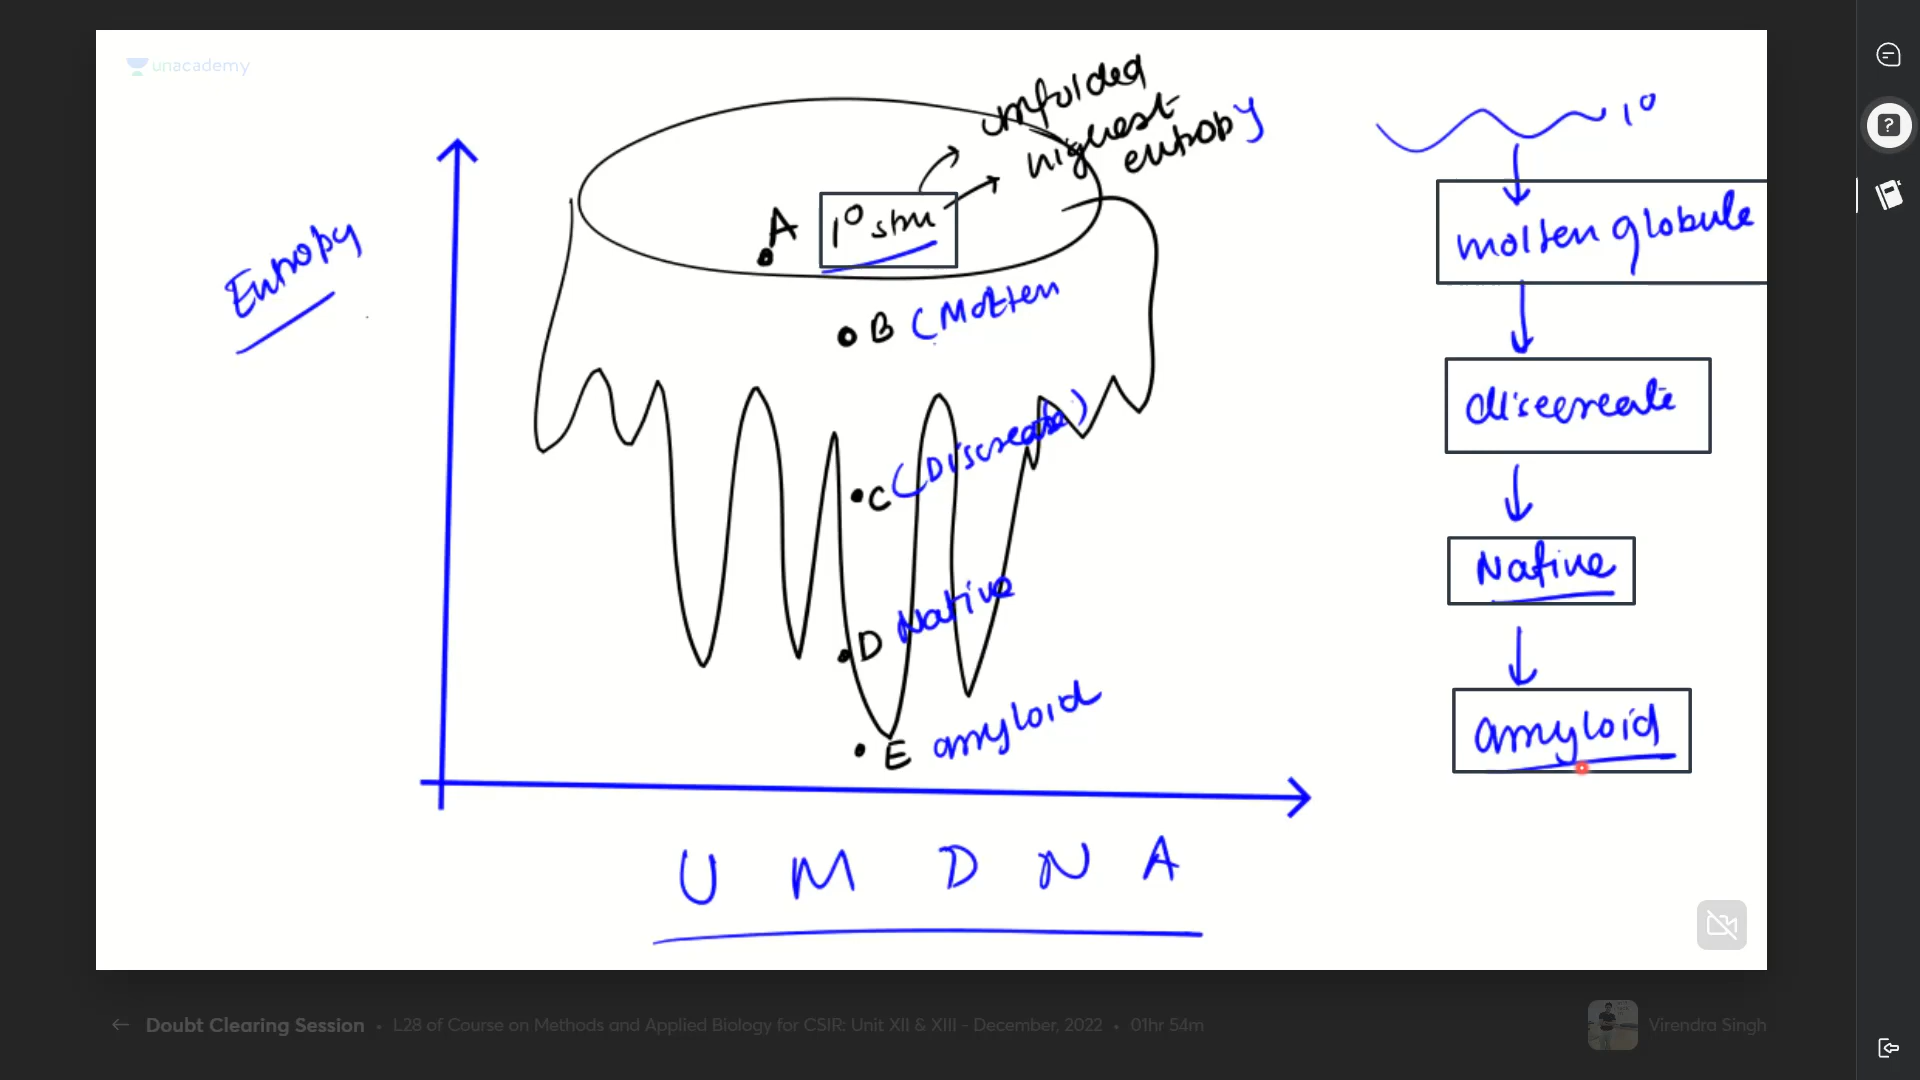 unacademy
unfolded
highest
entropy
1° stru
A
Entropy
B (Molten
C (Discreate)
D Native
E amyloid
U M D N A
1°
molten globule
discreate
Native
amyloid
← Doubt Clearing Session • L28 of Course on Methods and Applied Biology for CSIR: Unit XII & XIII - December, 2022 • 01hr 54m
Virendra Singh